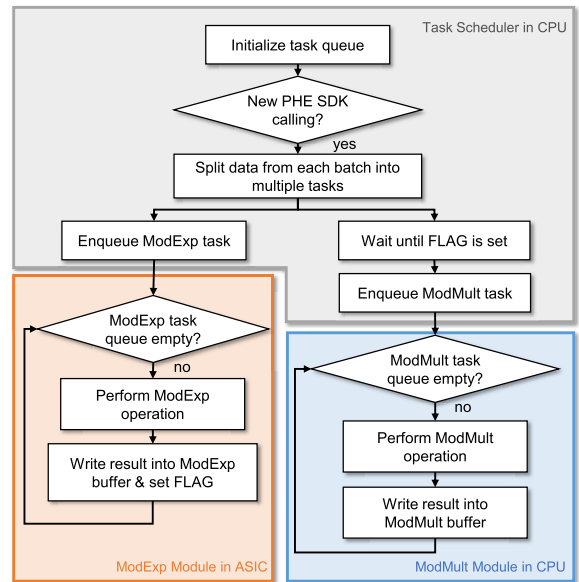 Task Scheduler in CPU
Initialize task queue
New PHE SDK
calling?
yes
Split data from each batch into
multiple tasks
Enqueue ModExp task
Wait until FLAG is set
Enqueue ModMult task
ModExp task
queue empty?
no
Perform ModExp
operation
Write result into ModExp
buffer & set FLAG
ModExp Module in ASIC
ModMult task
queue empty?
no
Perform ModMult
operation
Write result into
ModMult buffer
ModMult Module in CPU